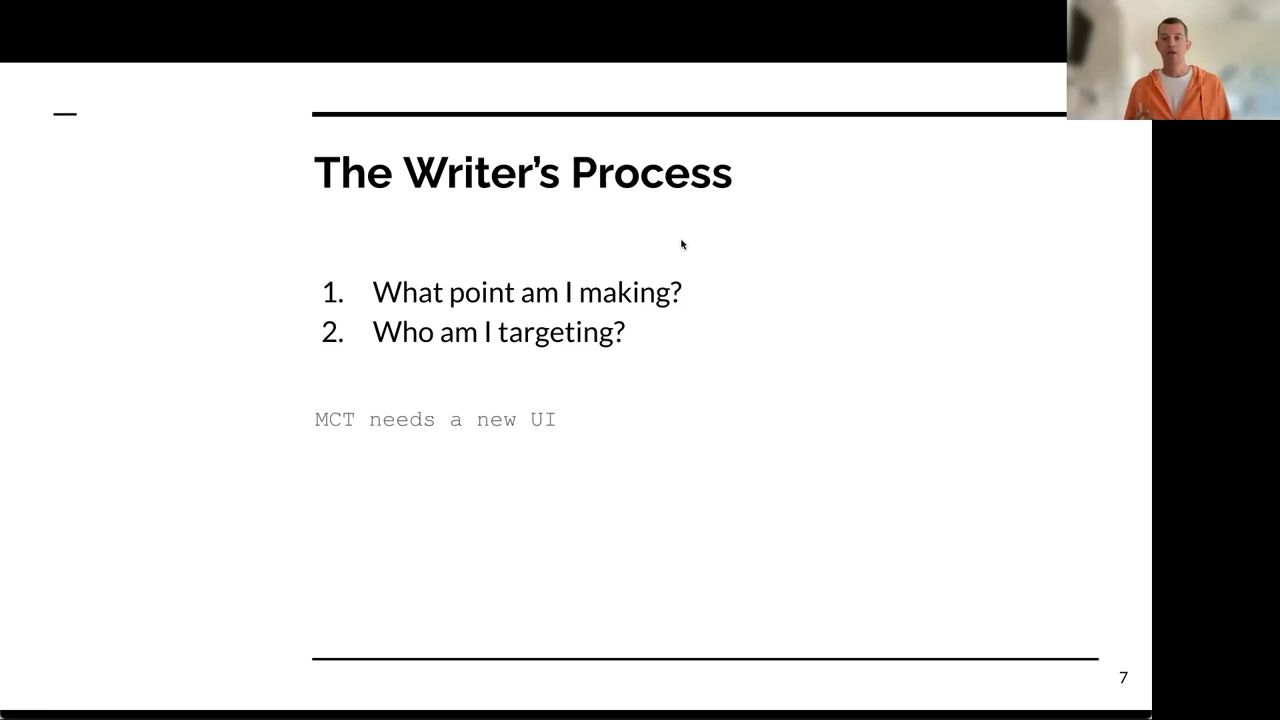 The Writer’s Process
1. What point am I making?
2. Who am I targeting?
MCT needs a new UI
7